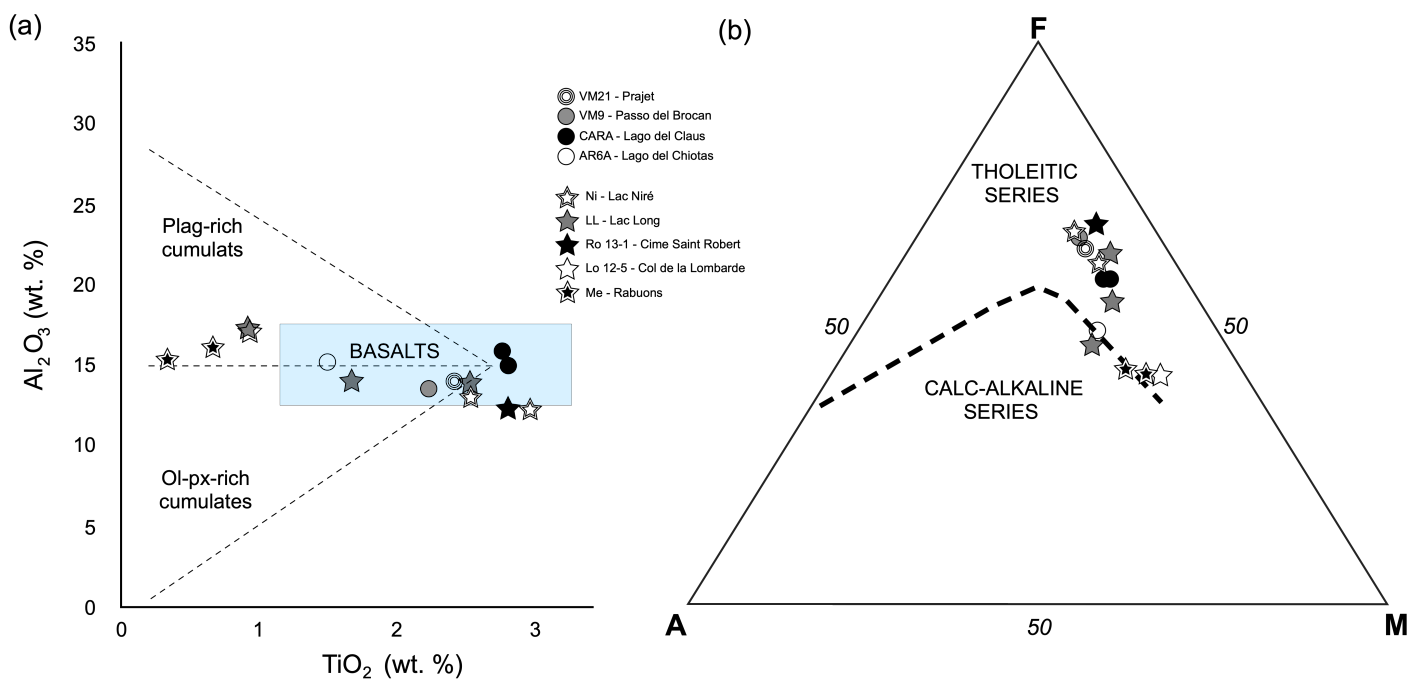 (a)
35
30
25
20
15
10
5
0
0
1
2
3
Al₂O₃ (wt. %)
TiO₂ (wt. %)
Plag-rich
cumulats
BASALTS
Ol-px-rich
cumulates
VM21 - Prajet
VM9 - Passo del Brocan
CARA - Lago del Claus
AR6A - Lago del Chiotas
Ni - Lac Niré
LL - Lac Long
Ro 13-1 - Cime Saint Robert
Lo 12-5 - Col de la Lombarde
Me - Rabuons
(b)
F
THOLEITIC
SERIES
50
50
CALC-ALKALINE
SERIES
A
50
M